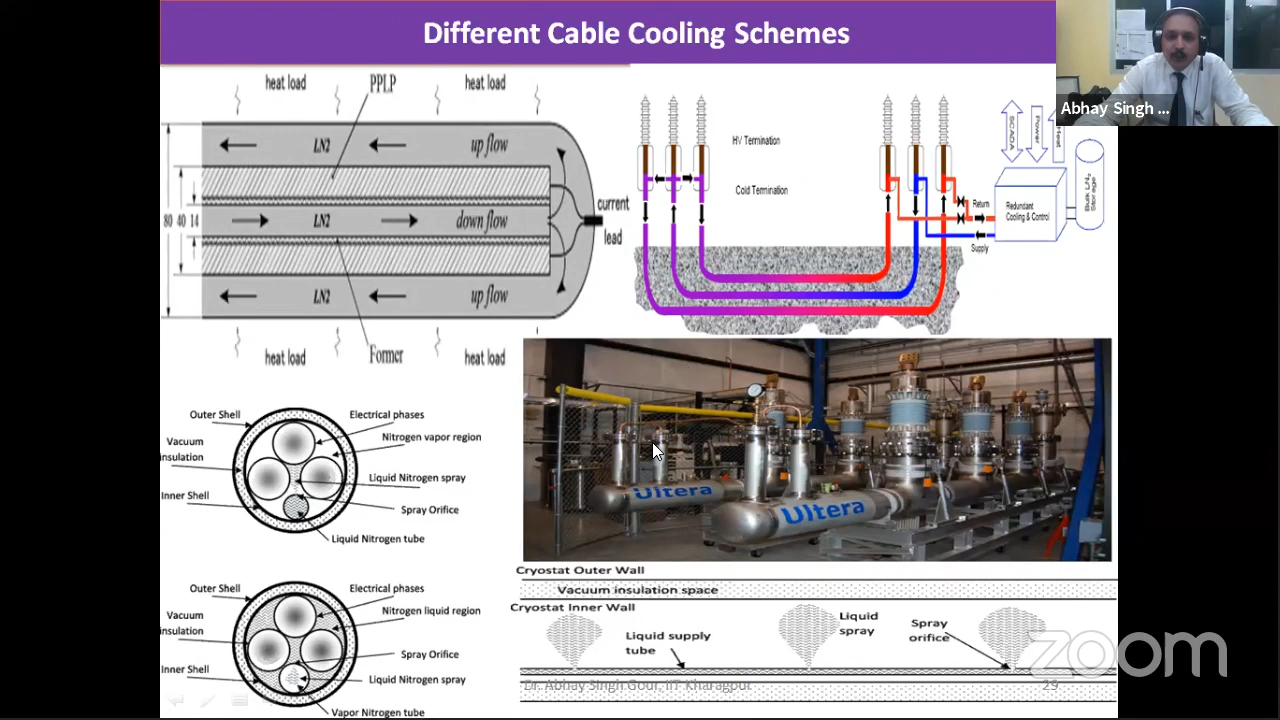 Different Cable Cooling Schemes
Abhay Singh ...
heat load
PPLP
heat load
LN2
up flow
80
40
14
LN2
down flow
current
lead
LN2
up flow
heat load
Former
heat load
HV Termination
Cold Termination
SCADA
Power
Heat
Return
Supply
Redundant
Cooling & Control
Bulk LN2
Storage
Outer Shell
Electrical phases
Vacuum
insulation
Nitrogen vapor region
Liquid Nitrogen spray
Inner Shell
Spray Orifice
Liquid Nitrogen tube
Ultera
Ultera
Outer Shell
Electrical phases
Vacuum
insulation
Nitrogen liquid region
Spray Orifice
Inner Shell
Liquid Nitrogen spray
Vapor Nitrogen tube
Cryostat Outer Wall
Vacuum insulation space
Cryostat Inner Wall
Liquid supply
tube
Liquid
spray
Spray
orifice
Dr. Abhay Singh Gour, IIT Kharagpur
29
zoom